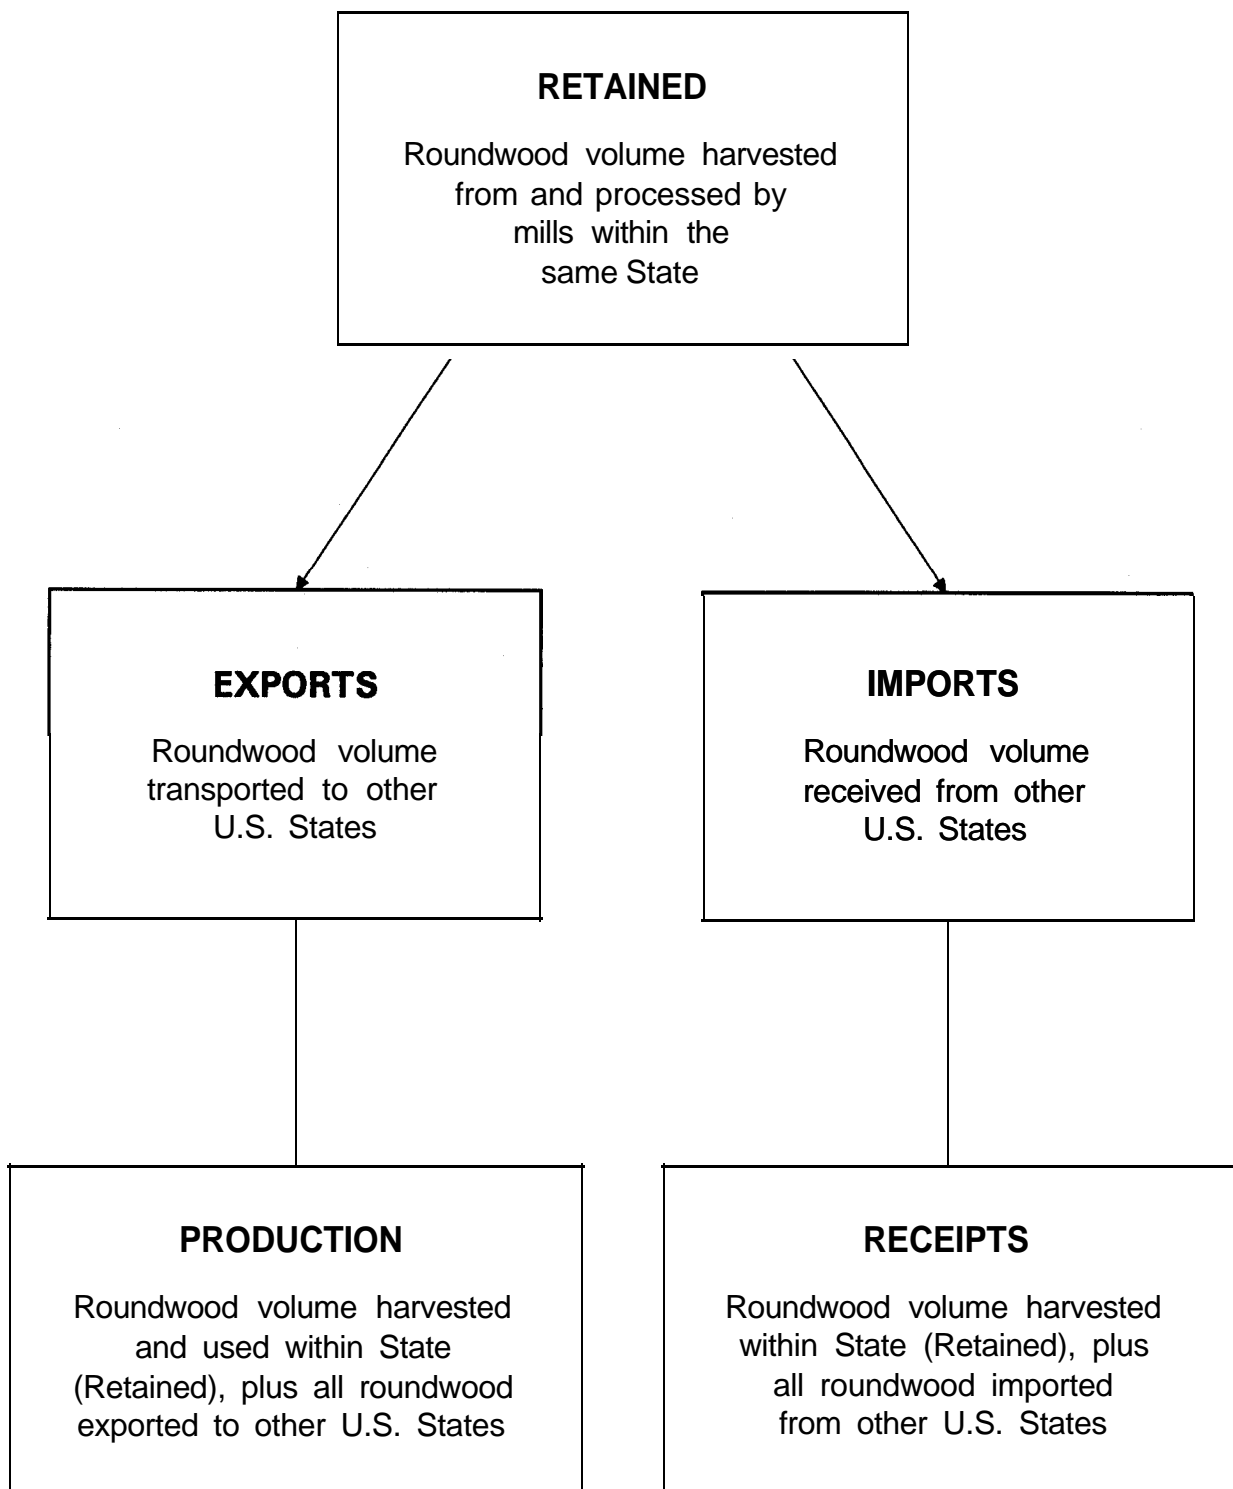 RETAINED
Roundwood volume harvested
from and processed by
mills within the
same State
EXPORTS
Roundwood volume
transported to other
U.S. States
IMPORTS
Roundwood volume
received from other
U.S. States
PRODUCTION
Roundwood volume harvested
and used within State
(Retained), plus all roundwood
exported to other U.S. States
RECEIPTS
Roundwood volume harvested
within State (Retained), plus
all roundwood imported
from other U.S. States